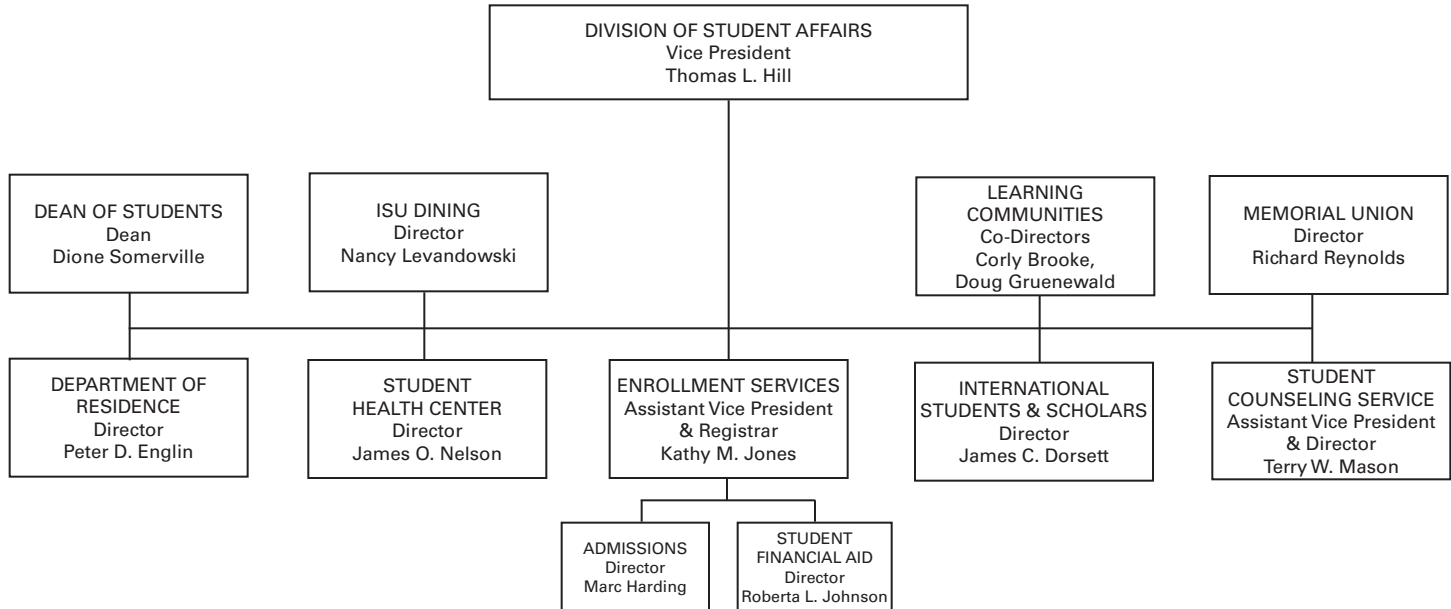 DIVISION OF STUDENT AFFAIRS
Vice President
Thomas L. Hill
DEAN OF STUDENTS
Dean
Dione Somerville
ISU DINING
Director
Nancy Levandowski
LEARNING
COMMUNITIES
Co-Directors
Corly Brooke,
Doug Gruenewald
MEMORIAL UNION
Director
Richard Reynolds
DEPARTMENT OF
RESIDENCE
Director
Peter D. Englin
STUDENT
HEALTH CENTER
Director
James O. Nelson
ENROLLMENT SERVICES
Assistant Vice President
& Registrar
Kathy M. Jones
INTERNATIONAL
STUDENTS & SCHOLARS
Director
James C. Dorsett
STUDENT
COUNSELING SERVICE
Assistant Vice President
& Director
Terry W. Mason
ADMISSIONS
Director
Marc Harding
STUDENT
FINANCIAL AID
Director
Roberta L. Johnson